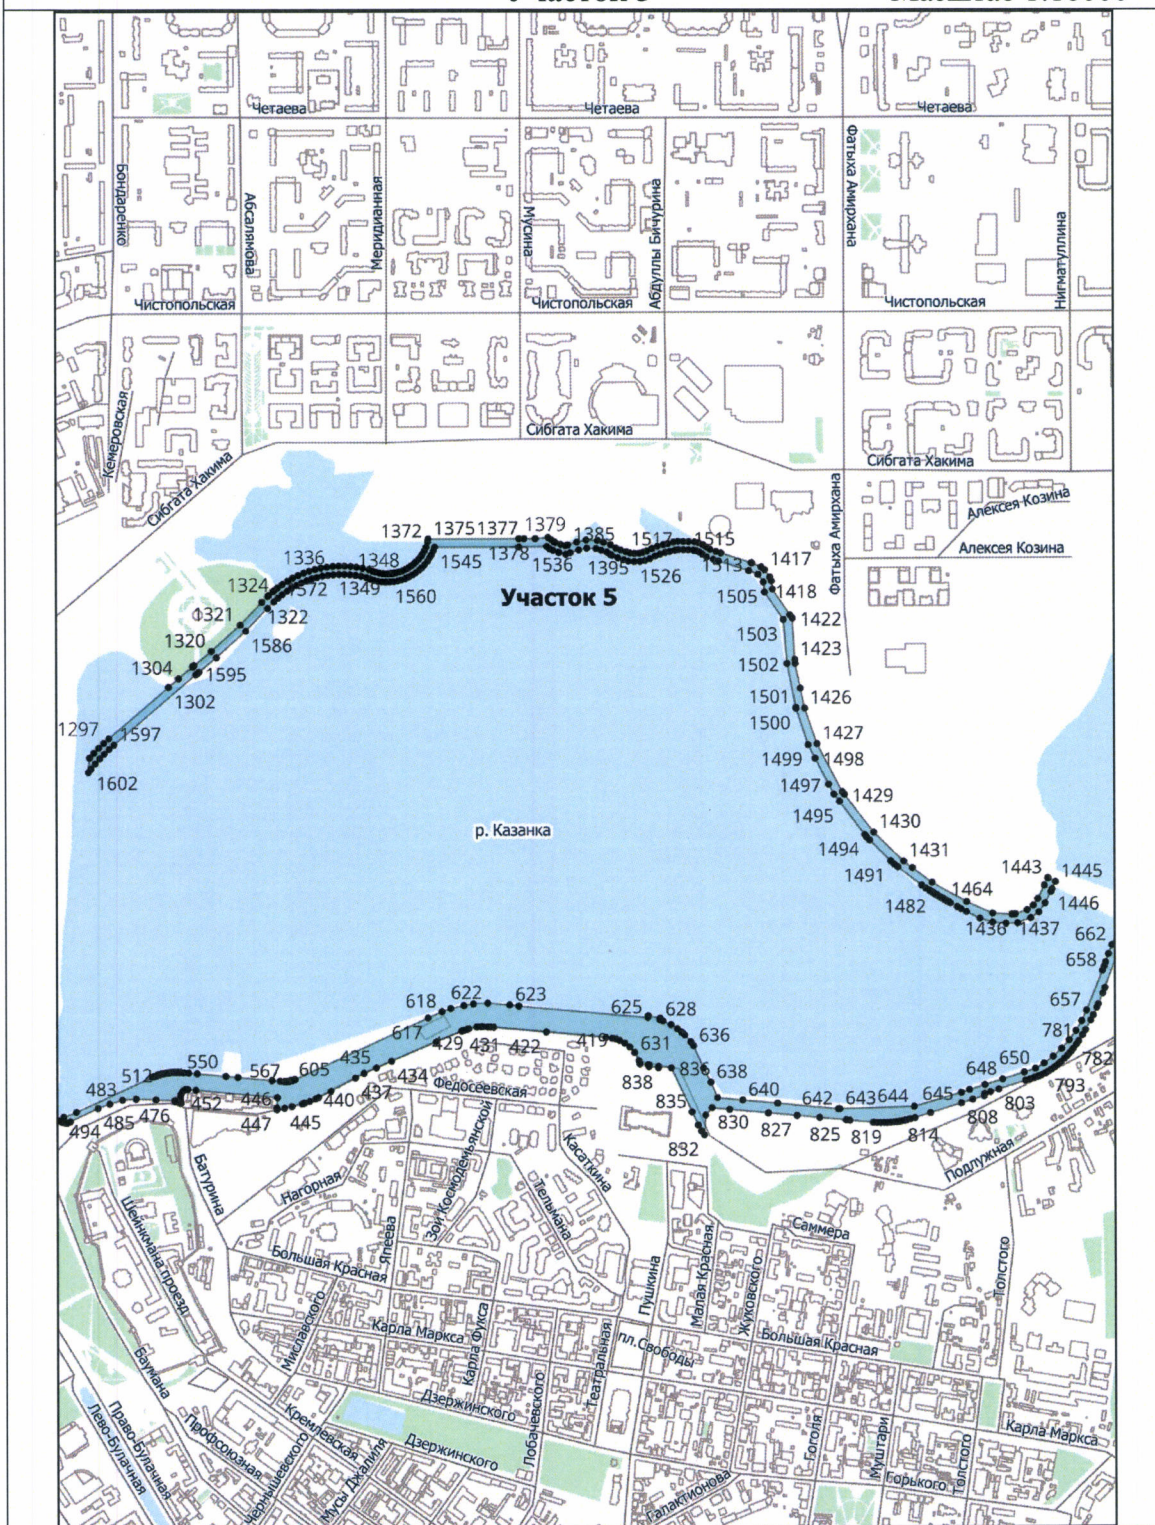 Четаева
Четаева
Четаева
Бондаренко
Абсалямова
Меридианная
Мусина
Абдуллы Бичурина
Фатыха Амирхана
Нигматуллина
Чистопольская
Чистопольская
Чистопольская
Кемеровская
Сибгата Хакима
Сибгата Хакима
Сибгата Хакима
Фатыха Амирхана
Алексея Козина
Алексея Козина
1372
1375
1377
1379
1385
1517
1515
1336
1348
1545
1378
1536
1395
1526
1513
1417
1324
1572
1349
1560
Участок 5
1505
1418
Ф1321
1322
1503
1422
1320
1586
1304
1595
1502
1423
1302
1501
1426
1500
1297
1597
1427
1499
1498
1602
1497
1429
1495
р. Казанка
1430
1494
1431
1491
1443
1445
1464
1482
1446
1436
1437
662
658
622
623
618
625
628
657
617
636
435
429
431
422
419
631
781
512
550
567
605
434
838
836
638
648
650
782
483
446
440
437
Федосеевская
640
645
793
494
485
476
452
447
445
835
830
642
643
644
808
803
827
825
819
814
832
Подлужная
Батурина
Нагорная
Зои Космодемьянской
Касаткина
Тельмана
Шейнкмана проезд
Япеева
Саммера
Большая Красная
Пушкина
Малая Красная
Жуковского
Толстого
Миславского
Карла Маркса
Карла Фукса
Театральная
пл.Свободы
Большая Красная
Баумана
Дзержинского
Лобачевского
Право-Булачная
Лево-Булачная
Профсоюзная
Кремлевская
Чернышевского
Мусы Джалиля
Дзержинского
Гоголя
Муштари
Карла Маркса
Горького
Толстого
Галактионова